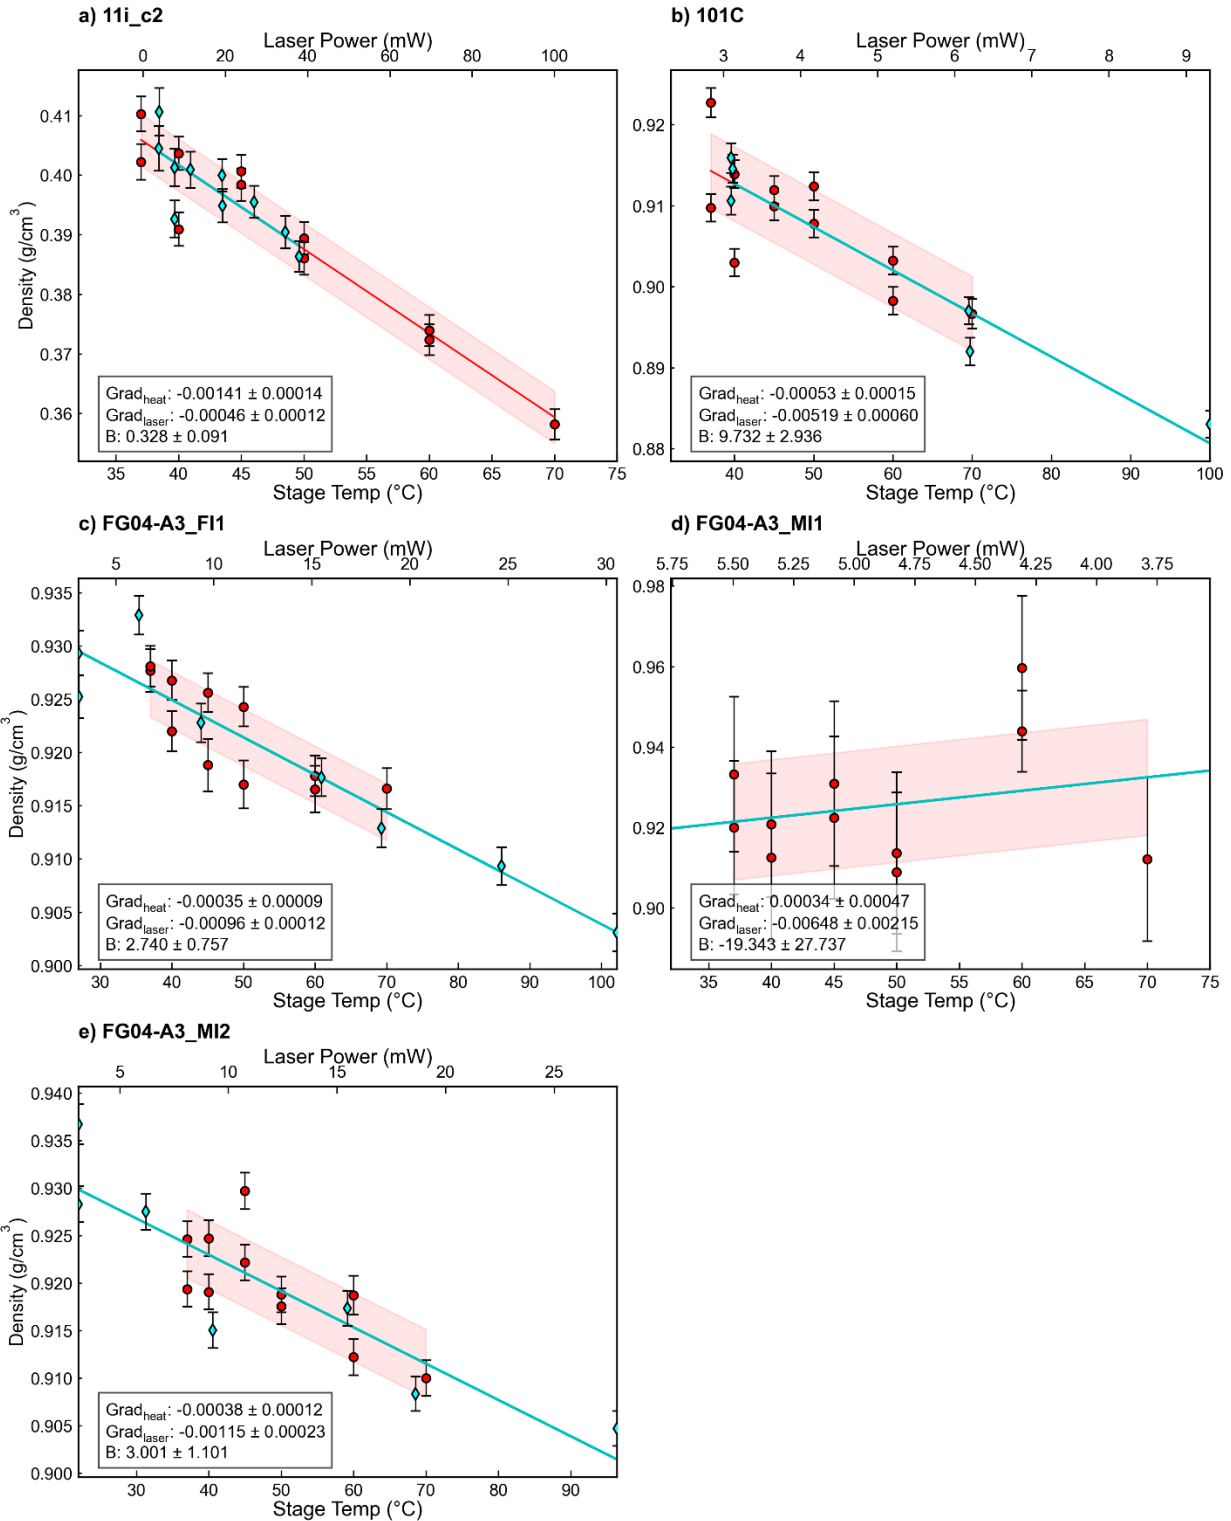 a) 11i_c2
Laser Power (mW)
0 20 40 60 80 100
0.41
0.40
0.39
0.38
0.37
0.36
Density (g/cm³)
Grad_heat: -0.00141 ± 0.00014
Grad_laser: -0.00046 ± 0.00012
B: 0.328 ± 0.091
35 40 45 50 55 60 65 70 75
Stage Temp (°C)
b) 101C
Laser Power (mW)
3 4 5 6 7 8 9
0.92
0.91
0.90
0.89
0.88
Grad_heat: -0.00053 ± 0.00015
Grad_laser: -0.00519 ± 0.00060
B: 9.732 ± 2.936
40 50 60 70 80 90 100
Stage Temp (°C)
c) FG04-A3_FI1
Laser Power (mW)
5 10 15 20 25 30
0.935
0.930
0.925
0.920
0.915
0.910
0.905
0.900
Density (g/cm³)
Grad_heat: -0.00035 ± 0.00009
Grad_laser: -0.00096 ± 0.00012
B: 2.740 ± 0.757
30 40 50 60 70 80 90 100
Stage Temp (°C)
d) FG04-A3_MI1
Laser Power (mW)
5.75 5.50 5.25 5.00 4.75 4.50 4.25 4.00 3.75
0.98
0.96
0.94
0.92
0.90
Grad_heat: 0.00034 ± 0.00047
Grad_laser: -0.00648 ± 0.00215
B: -19.343 ± 27.737
35 40 45 50 55 60 65 70 75
Stage Temp (°C)
e) FG04-A3_MI2
Laser Power (mW)
5 10 15 20 25
0.940
0.935
0.930
0.925
0.920
0.915
0.910
0.905
0.900
Density (g/cm³)
Grad_heat: -0.00038 ± 0.00012
Grad_laser: -0.00115 ± 0.00023
B: 3.001 ± 1.101
30 40 50 60 70 80 90
Stage Temp (°C)